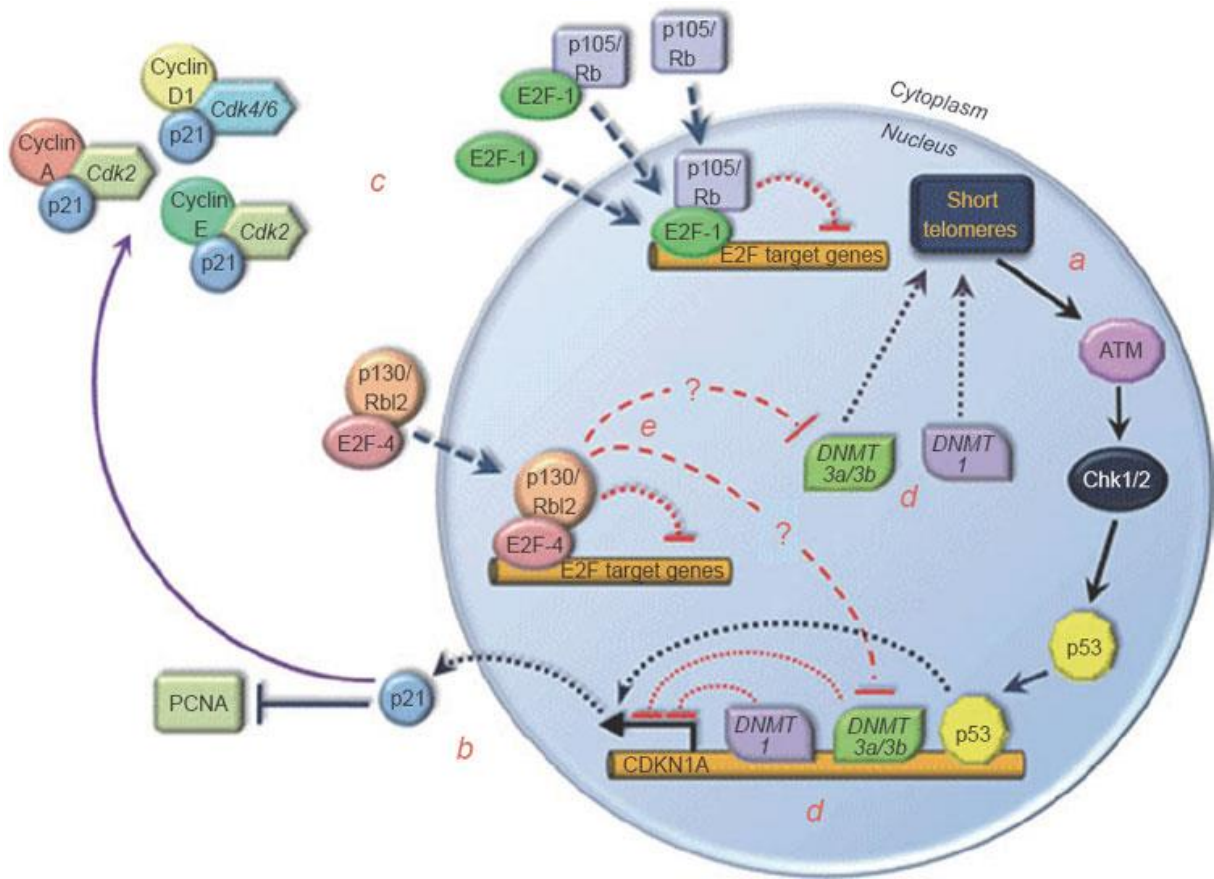 p105/
Rb
p105/
Rb
E2F-1
E2F-1
Cyclin
D1
Cdk4/6
p21
Cyclin
A
Cdk2
p21
Cyclin
E
Cdk2
p21
c
Cytoplasm
Nucleus
p105/
Rb
E2F-1
E2F target genes
Short
telomeres
a
ATM
Chk1/2
p53
p130/
Rbl2
E2F-4
?
e
?
DNMT
3a/3b
DNMT
1
d
p130/
Rbl2
E2F-4
E2F target genes
PCNA
p21
b
CDKN1A
DNMT
1
DNMT
3a/3b
p53
d